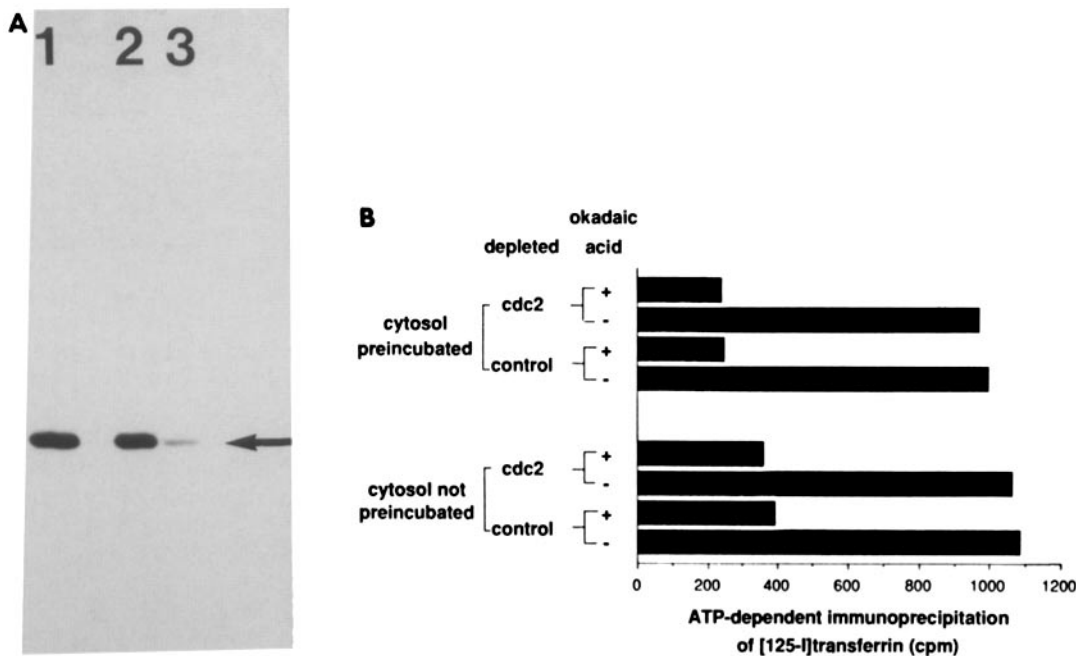 A
1 2 3
B
okadaic
depleted acid
cdc2 +
-
cytosol
preincubated
control +
-
cdc2 +
-
cytosol not
preincubated
control +
-
0 200 400 600 800 1000 1200
ATP-dependent immunoprecipitation
of [125-I]transferrin (cpm)